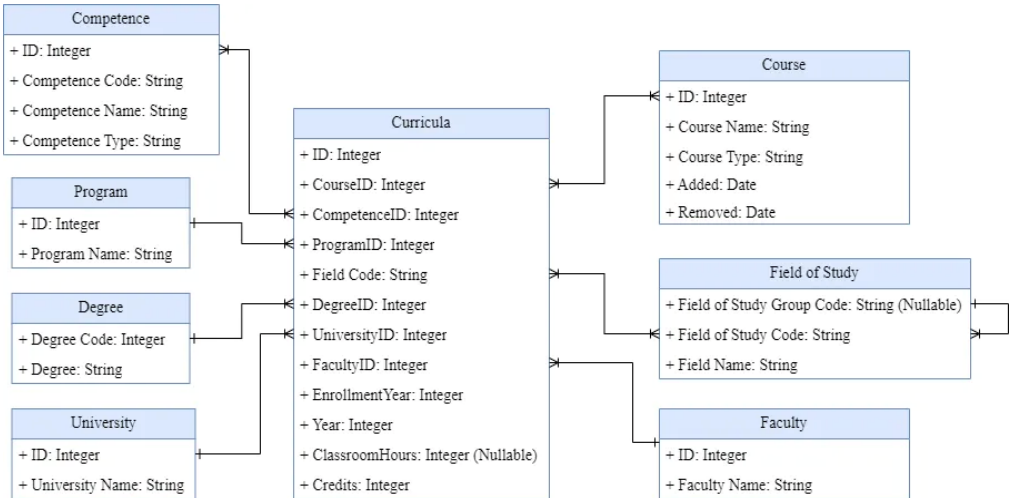 Competence
+ ID: Integer
+ Competence Code: String
+ Competence Name: String
+ Competence Type: String
Program
+ ID: Integer
+ Program Name: String
Degree
+ Degree Code: Integer
+ Degree: String
University
+ ID: Integer
+ University Name: String
Curricula
+ ID: Integer
+ CourseID: Integer
+ CompetenceID: Integer
+ ProgramID: Integer
+ Field Code: String
+ DegreeID: Integer
+ UniversityID: Integer
+ FacultyID: Integer
+ EnrollmentYear: Integer
+ Year: Integer
+ ClassroomHours: Integer (Nullable)
+ Credits: Integer
Course
+ ID: Integer
+ Course Name: String
+ Course Type: String
+ Added: Date
+ Removed: Date
Field of Study
+ Field of Study Group Code: String (Nullable)
+ Field of Study Code: String
+ Field Name: String
Faculty
+ ID: Integer
+ Faculty Name: String